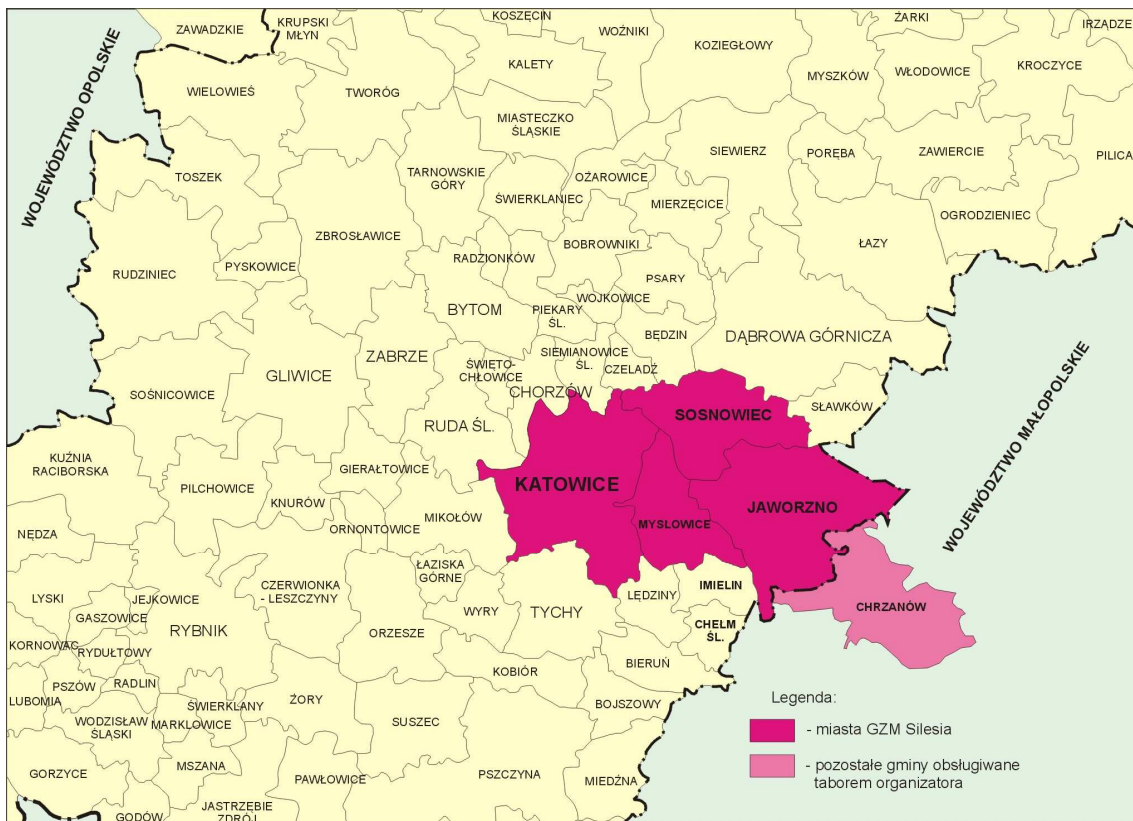 ZAWADZKIE
KRUPSKI
MŁYN
KOSZĘCIN
WOŹNIKI
ŻARKI
IRZĄDZE
KOZIEGŁOWY
KALETY
MYSZKÓW
WŁODOWICE
KROCZYCE
WIELOWIEŚ
TWORÓG
WOJEWÓDZTWO OPOLSKIE
MIASTECZKO
ŚLĄSKIE
SIEWIERZ
PORĘBA
ZAWIERCIE
PILICA
TOSZEK
TARNOWSKIE
GÓRY
OŻAROWICE
ŚWIERKLANIEC
MIERZĘCICE
OGRODZIENIEC
ZBROSŁAWICE
BOBROWNIKI
ŁAZY
RUDZINIEC
PYSKOWICE
RADZIONKÓW
PSARY
WOJKOWICE
BYTOM
PIEKARY
ŚL.
BĘDZIN
DĄBROWA GÓRNICZA
ZABRZE
SIEMIANOWICE
ŚL.
CZELADŹ
ŚWIĘTO-
CHŁOWICE
GLIWICE
CHORZÓW
SOŚNICOWICE
SŁAWKÓW
SOSNOWIEC
RUDA ŚL.
WOJEWÓDZTWO MAŁOPOLSKIE
KUŹNIA
RACIBORSKA
GIERAŁTOWICE
PILCHOWICE
KATOWICE
KNURÓW
JAWORZNO
MIKOŁÓW
MYSLOWICE
ORNONTOWICE
NĘDZA
ŁAZISKA
GÓRNE
CZERWIONKA
- LESZCZYNY
IMIELIN
LĘDZINY
LYSKI
JEJKOWICE
WYRY
TYCHY
CHRZANÓW
GASZOWICE
RYBNIK
CHEŁM
ŚL.
ORZESZE
KORNOWAC
RYDUŁTOWY
KOBIÓR
BIERUŃ
PSZÓW
RADLIN
LUBOMIA
ŻORY
BOJSZOWY
ŚWIERKLANY
WODZISŁAW
ŚLĄSKI
MARKLOWICE
SUSZEC
MSZANA
GORZYCE
PAWŁOWICE
PSZCZYNA
MIEDŹNA
JASTRZĘBIE
ZDRÓJ
GODÓW
Legenda:
- miasta GZM Silesia
- pozostałe gminy obsługiwane
taborem organizatora